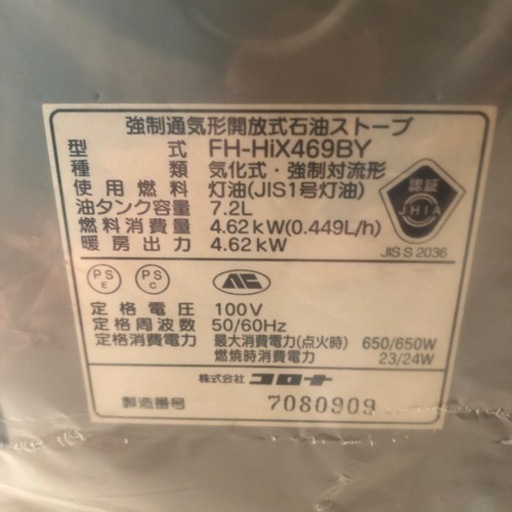 強制通気形開放式石油ストーブ
型式 FH-HiX469BY
種類 気化式・強制対流形
使用燃料 灯油(JIS1号灯油)
油タンク容量 7.2L
燃料消費量 4.62kW(0.449L/h)
暖房出力 4.62kW
認証
JHIA
JIS S 2036
PS E
PS C
定格電圧 100V
定格周波数 50/60Hz
定格消費電力 最大消費電力(点火時) 650/650W
燃焼時消費電力 23/24W
株式会社 コロナ
製造番号 7080909